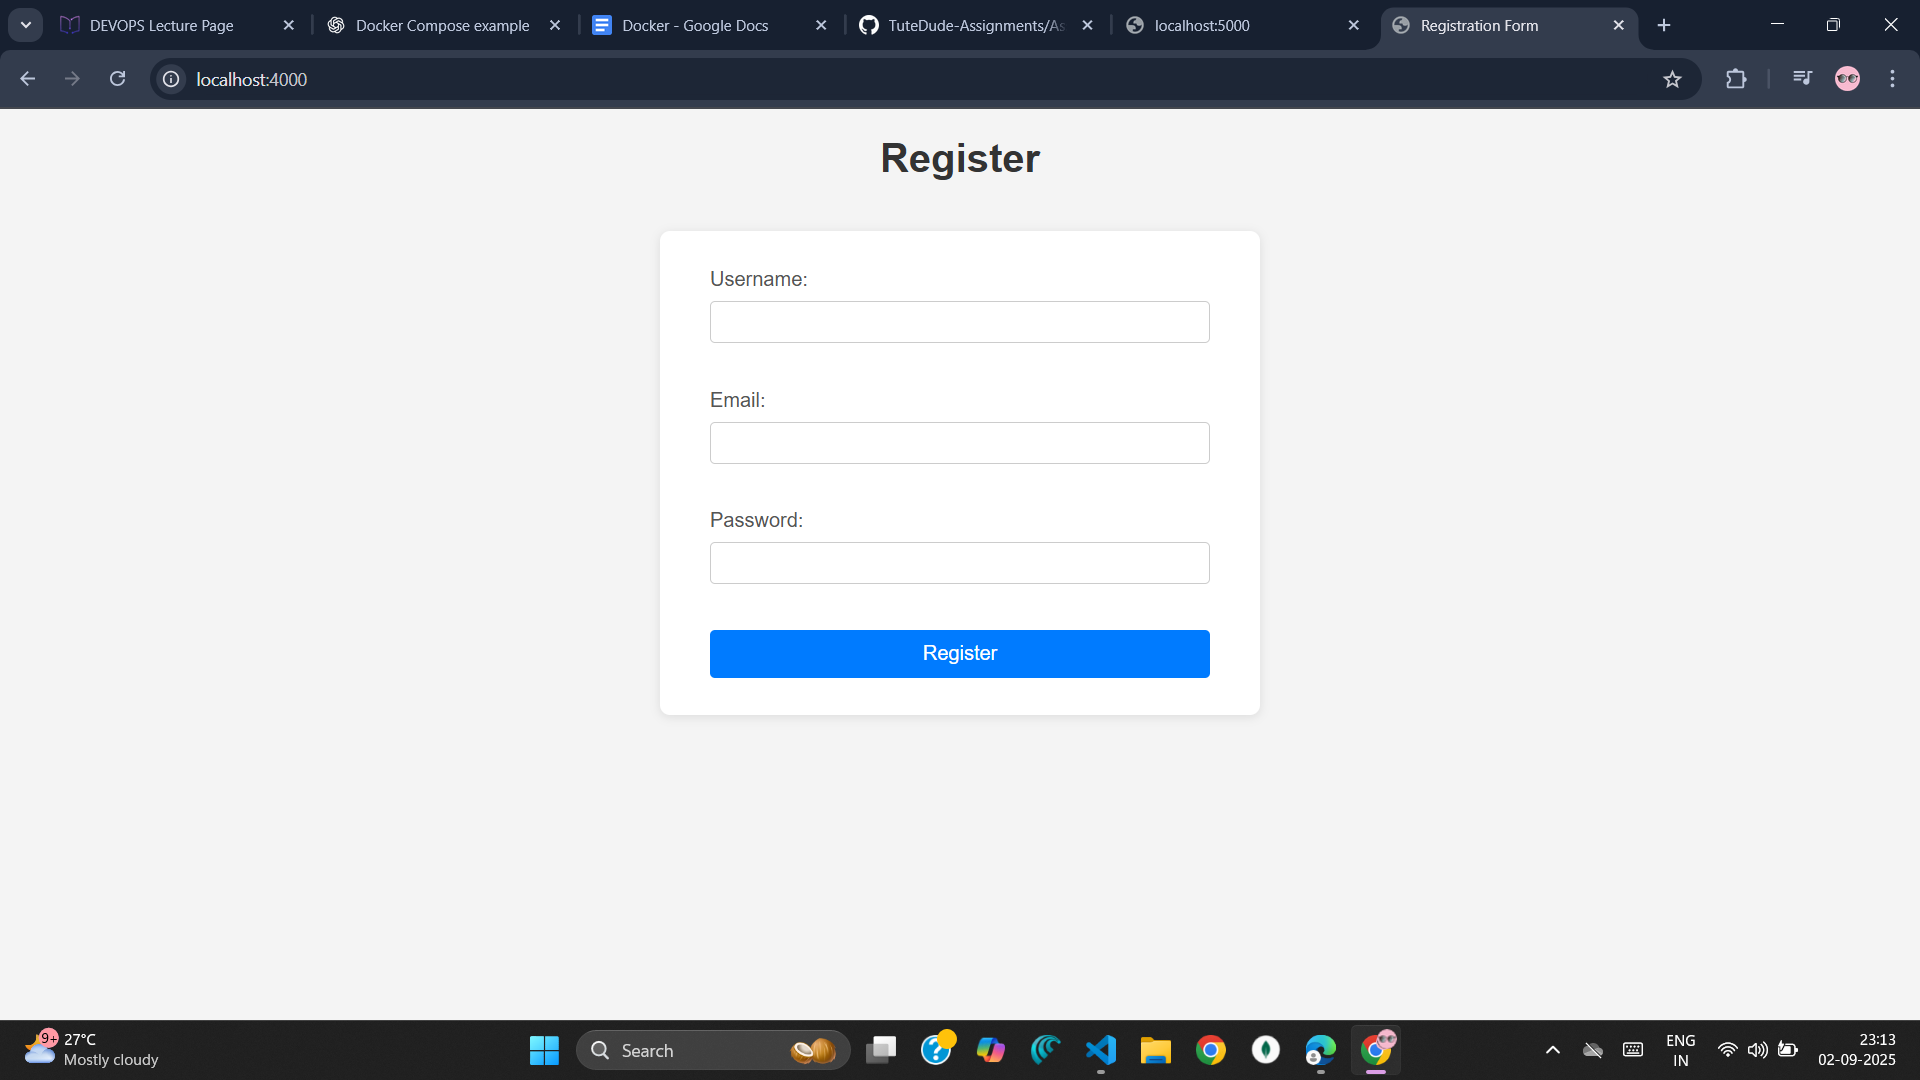 DEVOPS Lecture Page
Docker Compose example
Docker - Google Docs
TuteDude-Assignments/As
localhost:5000
Registration Form
localhost:4000
Register
Username:
Email:
Password:
Register
9+
27°C
Mostly cloudy
Search
ENG
IN
23:13
02-09-2025